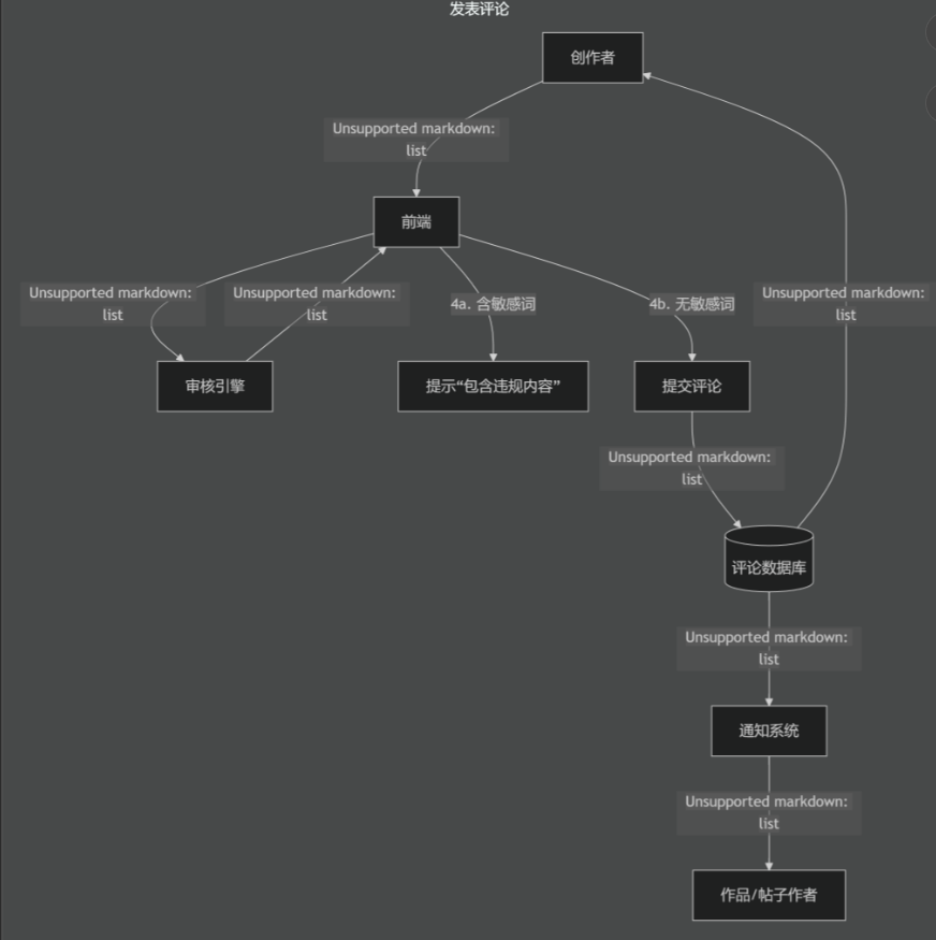 发表评论
创作者
Unsupported markdown:
list
前端
Unsupported markdown:
list
Unsupported markdown:
list
4a. 含敏感词
4b. 无敏感词
Unsupported markdown:
list
审核引擎
提示“包含违规内容”
提交评论
Unsupported markdown:
list
评论数据库
Unsupported markdown:
list
通知系统
Unsupported markdown:
list
作品/帖子作者